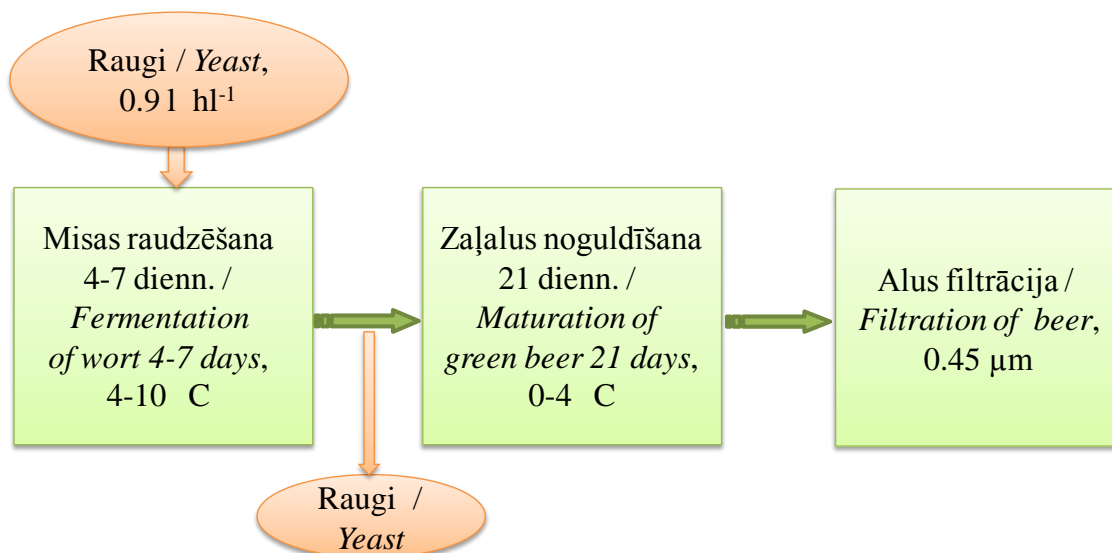 Raugi / Yeast,
0.9 l hl-1
Misas raudzēšana
4-7 dienn. /
Fermentation
of wort 4-7 days,
4-10 C
Zaļalus noguldīšana
21 dienn. /
Maturation of
green beer 21 days,
0-4 C
Alus filtrācija /
Filtration of beer,
0.45 µm
Raugi /
Yeast